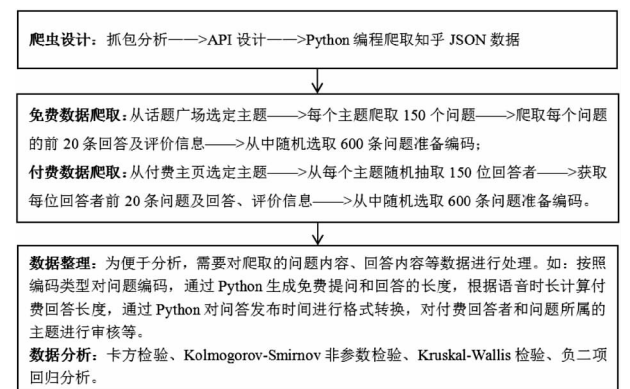 爬虫设计：抓包分析——>API 设计——>Python 编程爬取知乎 JSON 数据
免费数据爬取：从话题广场选定主题——>每个主题爬取 150 个问题——>爬取每个问题
的前 20 条回答及评价信息——>从中随机选取 600 条问题准备编码；
付费数据爬取：从付费主页选定主题——>从每个主题随机抽取 150 位回答者——>获取
每位回答者前 20 条问题及回答、评价信息——>从中随机选取 600 条问题准备编码。
数据整理：为便于分析，需要对爬取的问题内容、回答内容等数据进行处理。如：按照
编码类型对问题编码，通过 Python 生成免费提问和回答的长度，根据语音时长计算付
费回答长度，通过 Python 对问答发布时间进行格式转换，对付费回答者和问题所属的
主题进行审核等。
数据分析：卡方检验、Kolmogorov-Smirnov 非参数检验、Kruskal-Wallis 检验、负二项
回归分析。